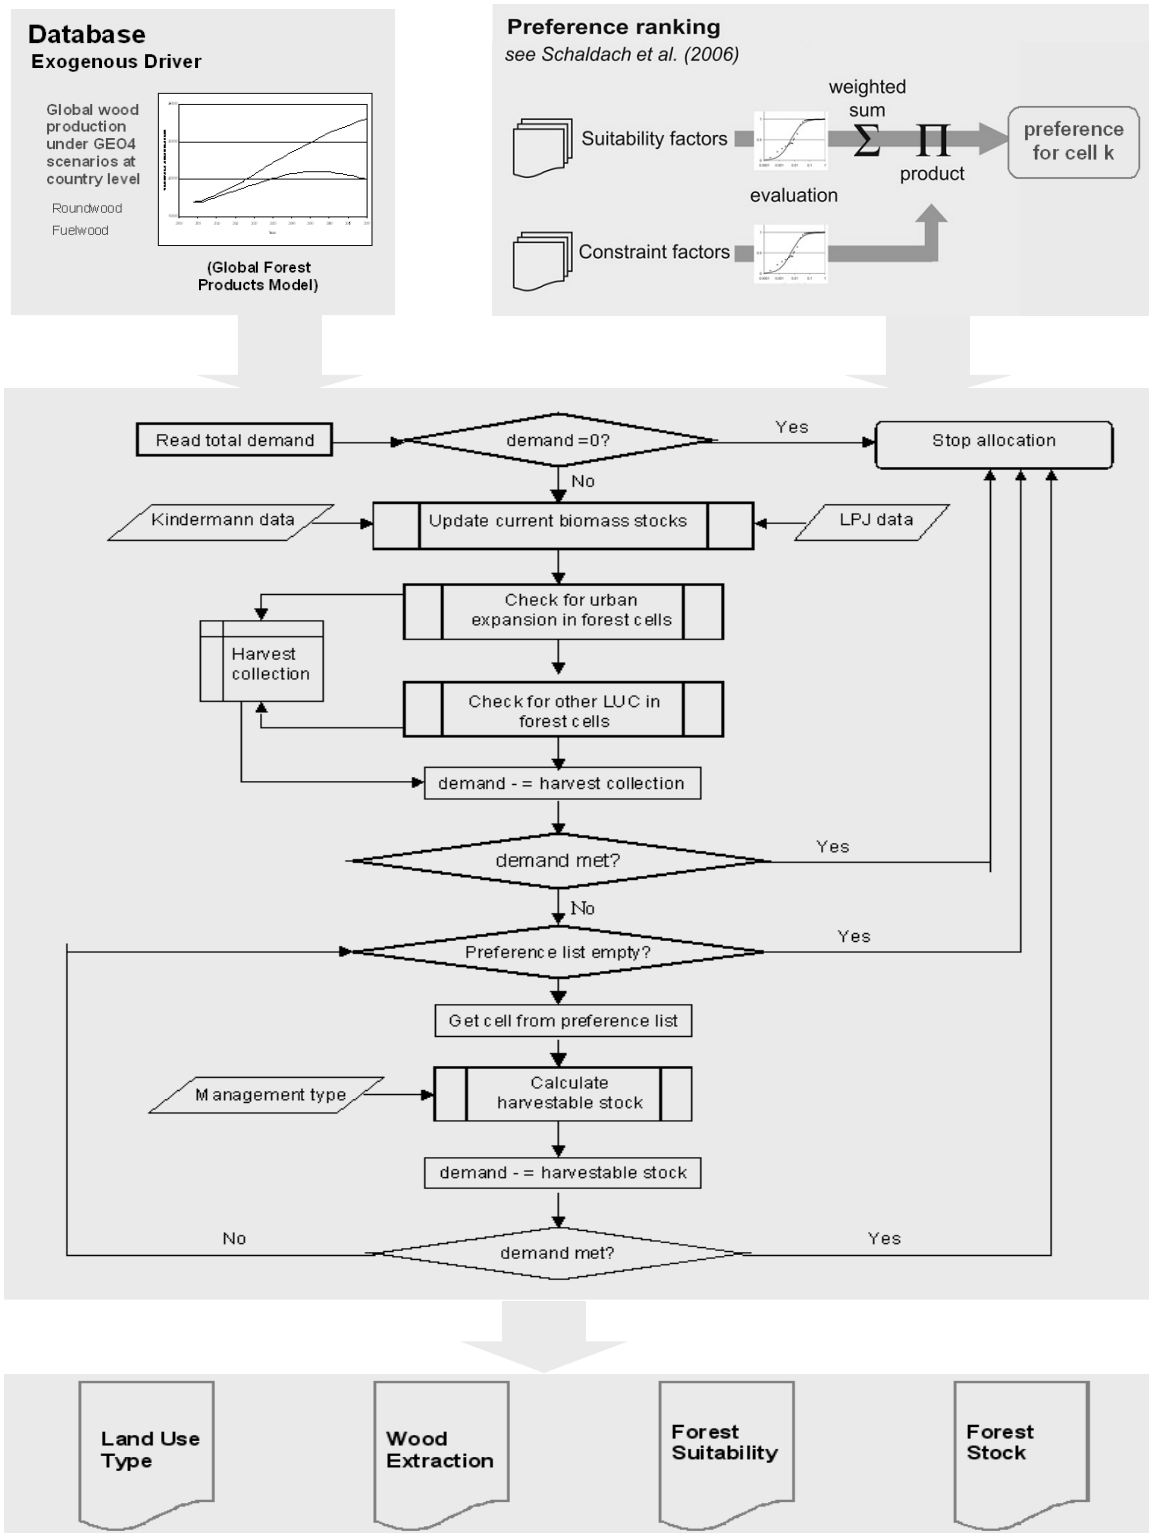 Database
Exogenous Driver
Global wood
production
under GEO4
scenarios at
country level
Roundwood
Fuelwood
(Global Forest
Products Model)
Preference ranking
see Schaldach et al. (2006)
weighted
sum
Suitability factors
Σ
Π
product
preference
for cell k
evaluation
Constraint factors
Read total demand
demand =0?
Yes
Stop allocation
No
Kindermann data
Update current biomass stocks
LPJ data
Check for urban
expansion in forest cells
Harvest
collection
Check for other LUC in
forest cells
demand - = harvest collection
demand met?
Yes
No
Preference list empty?
Yes
Get cell from preference list
Management type
Calculate
harvestable stock
demand - = harvestable stock
No
demand met?
Yes
Land Use
Type
Wood
Extraction
Forest
Suitability
Forest
Stock